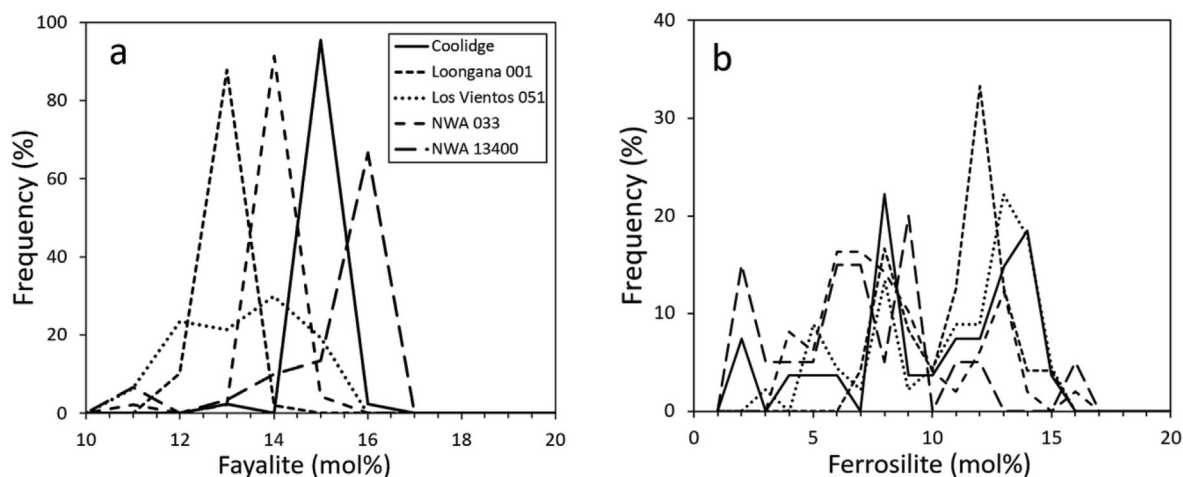 a
Frequency (%)
100
80
60
40
20
0
10
12
14
16
18
20
Fayalite (mol%)
Coolidge
Loongana 001
Los Vientos 051
NWA 033
NWA 13400
b
Frequency (%)
40
30
20
10
0
0
5
10
15
20
Ferrosilite (mol%)